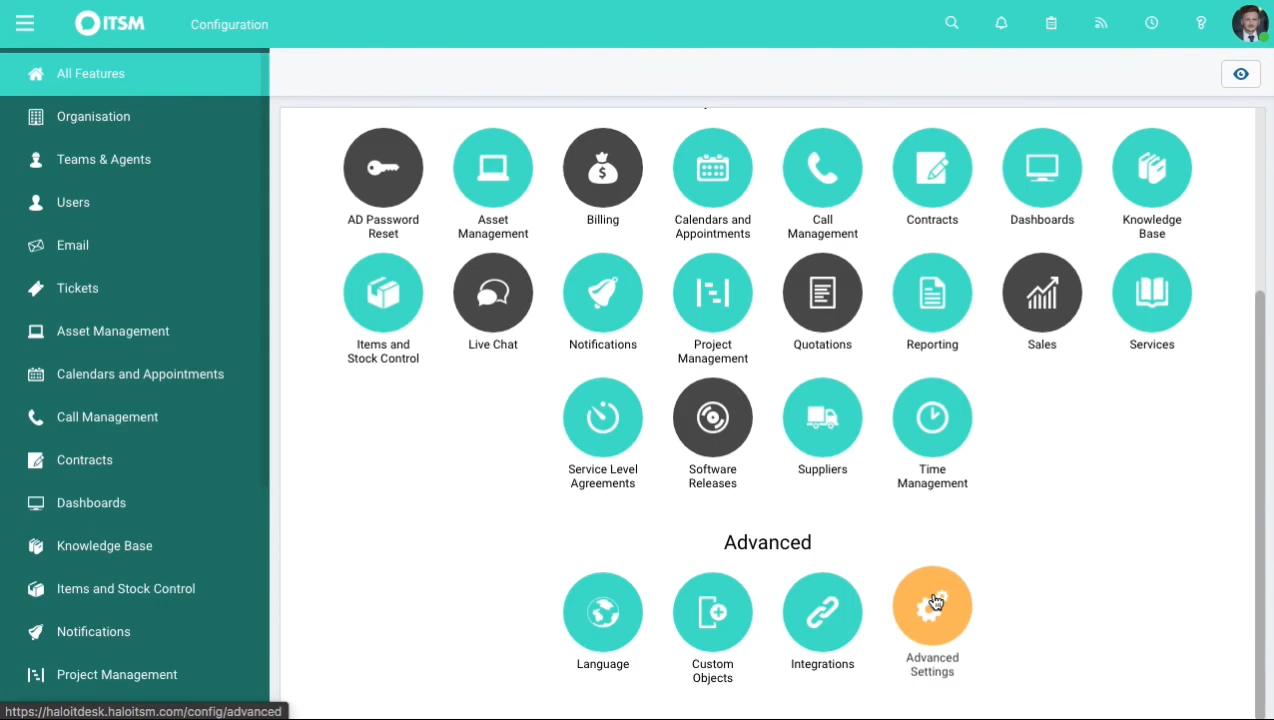 ITSM
Configuration
All Features
Organisation
Teams & Agents
Users
Email
Tickets
Asset Management
Calendars and Appointments
Call Management
Contracts
Dashboards
Knowledge Base
Items and Stock Control
Notifications
Project Management
https://haloitdesk.haloitsm.com/config/advanced
AD Password
Reset
Asset
Management
Billing
Calendars and
Appointments
Call
Management
Contracts
Dashboards
Knowledge
Base
Items and
Stock Control
Live Chat
Notifications
Project
Management
Quotations
Reporting
Sales
Services
Service Level
Agreements
Software
Releases
Suppliers
Time
Management
Advanced
Language
Custom
Objects
Integrations
Advanced
Settings